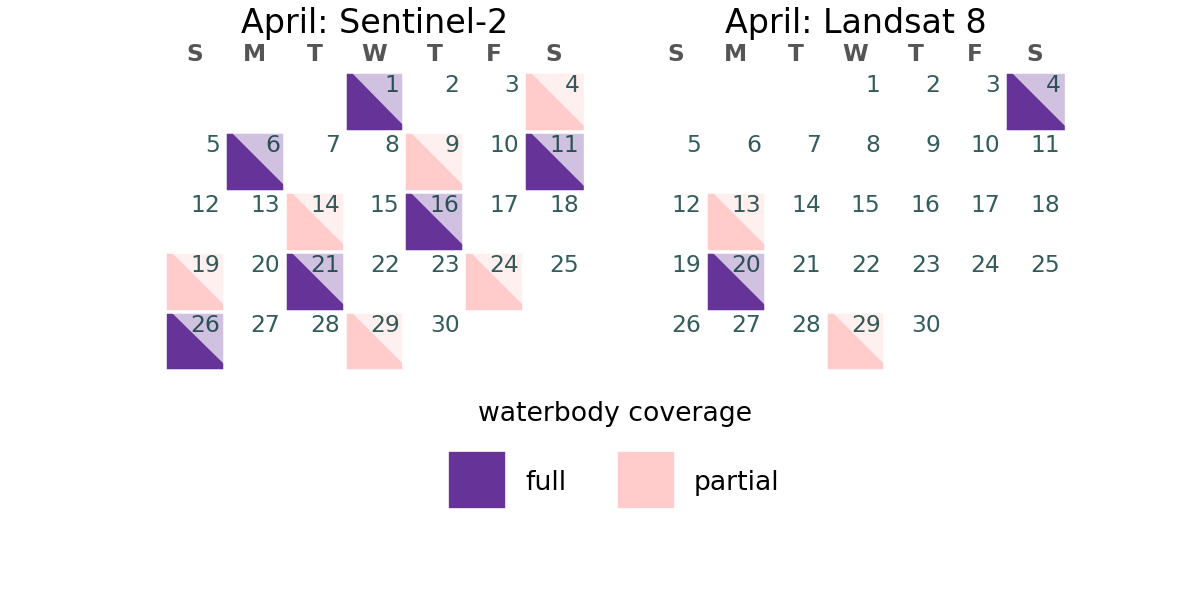 April: Sentinel-2
S M T W T F S
1 2 3 4
5 6 7 8 9 10 11
12 13 14 15 16 17 18
19 20 21 22 23 24 25
26 27 28 29 30
April: Landsat 8
S M T W T F S
1 2 3 4
5 6 7 8 9 10 11
12 13 14 15 16 17 18
19 20 21 22 23 24 25
26 27 28 29 30
waterbody coverage
full
partial